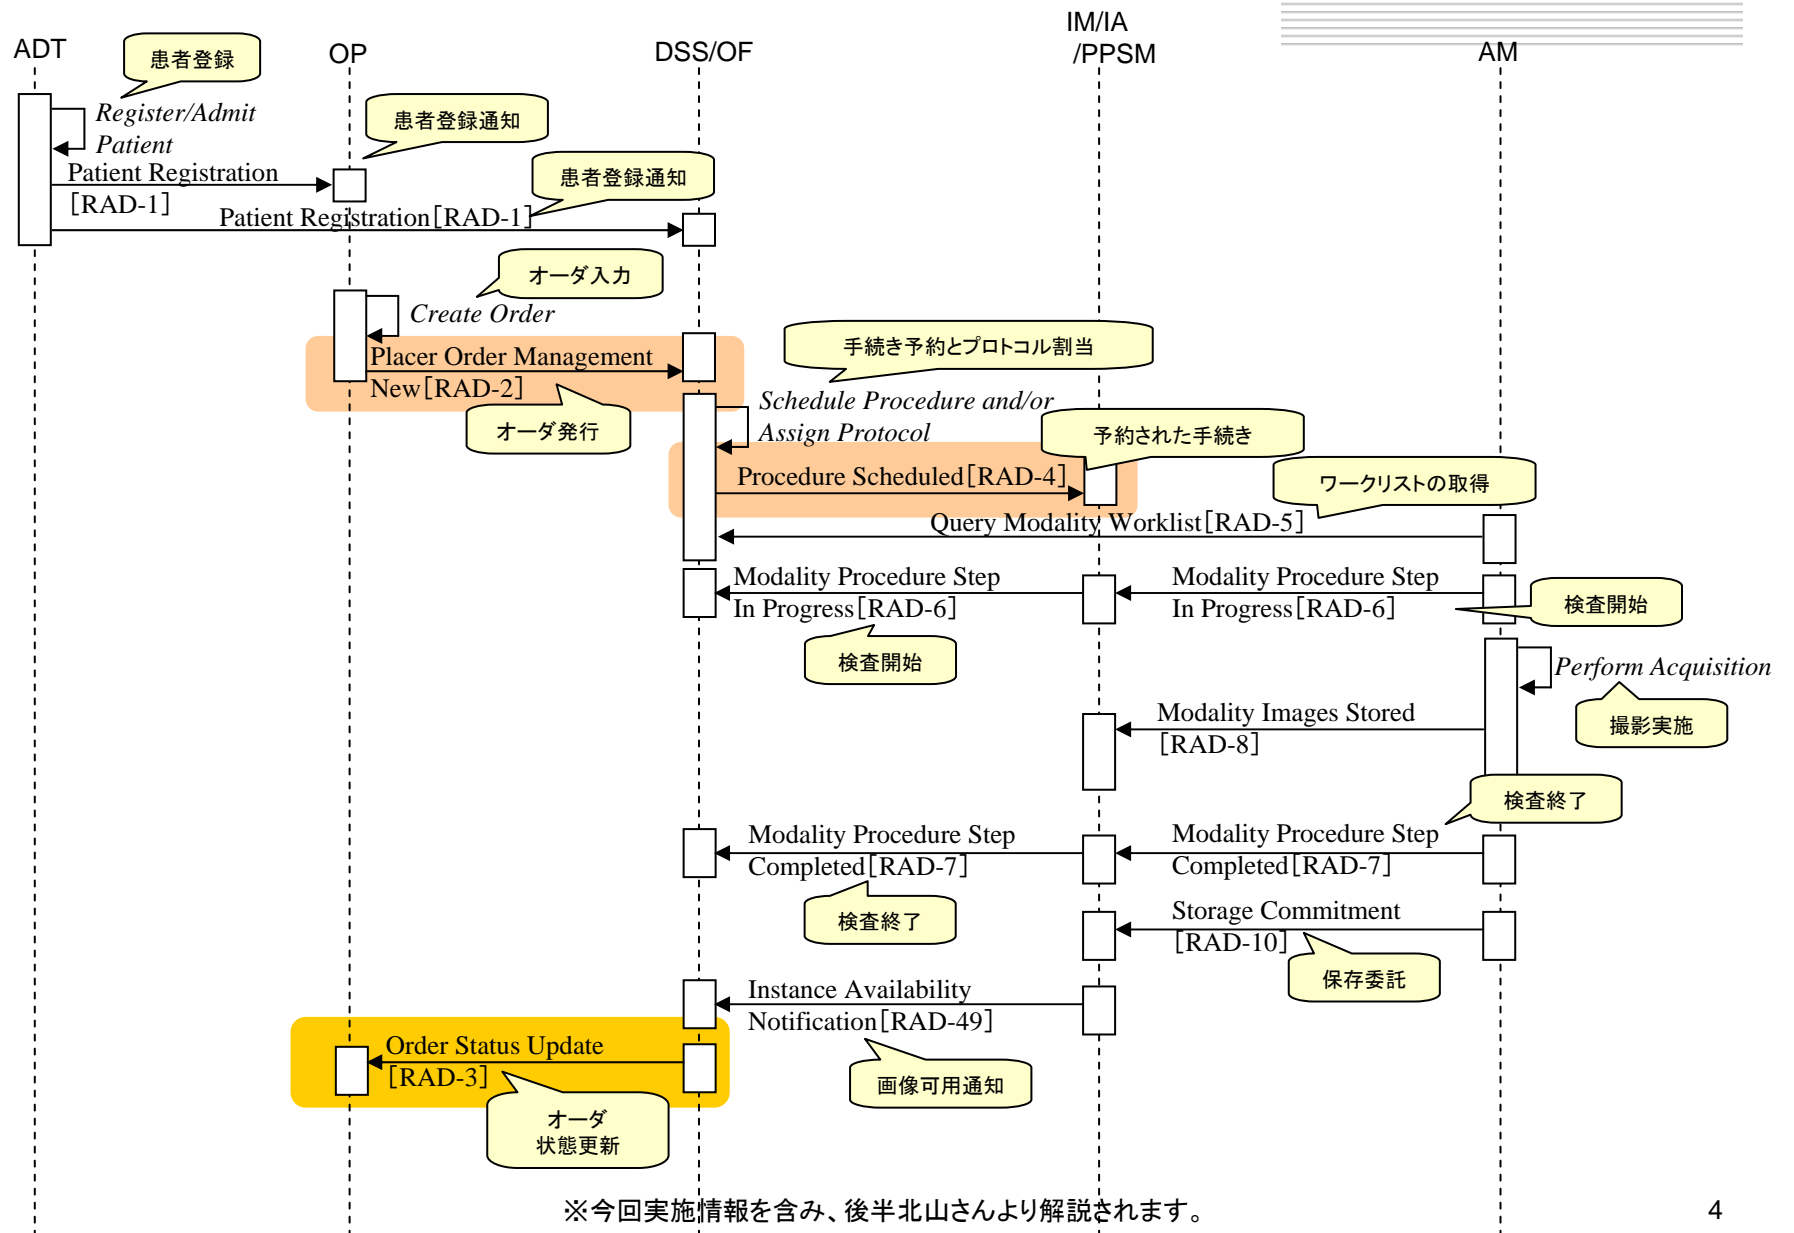 ADT
OP
DSS/OF
IM/IA
/PPSM
AM
患者登録
Register/Admit
Patient
患者登録通知
Patient Registration
[RAD-1]
患者登録通知
Patient Registration[RAD-1]
オーダ入力
Create Order
Placer Order Management
New[RAD-2]
オーダ発行
手続き予約とプロトコル割当
Schedule Procedure and/or
Assign Protocol
予約された手続き
Procedure Scheduled[RAD-4]
ワークリストの取得
Query Modality Worklist[RAD-5]
Modality Procedure Step
In Progress[RAD-6]
Modality Procedure Step
In Progress[RAD-6]
検査開始
検査開始
Perform Acquisition
撮影実施
Modality Images Stored
[RAD-8]
検査終了
Modality Procedure Step
Completed[RAD-7]
Modality Procedure Step
Completed[RAD-7]
検査終了
Storage Commitment
[RAD-10]
保存委託
Instance Availability
Notification[RAD-49]
画像可用通知
Order Status Update
[RAD-3]
オーダ
状態更新
※今回実施情報を含み、後半北山さんより解説されます。
4